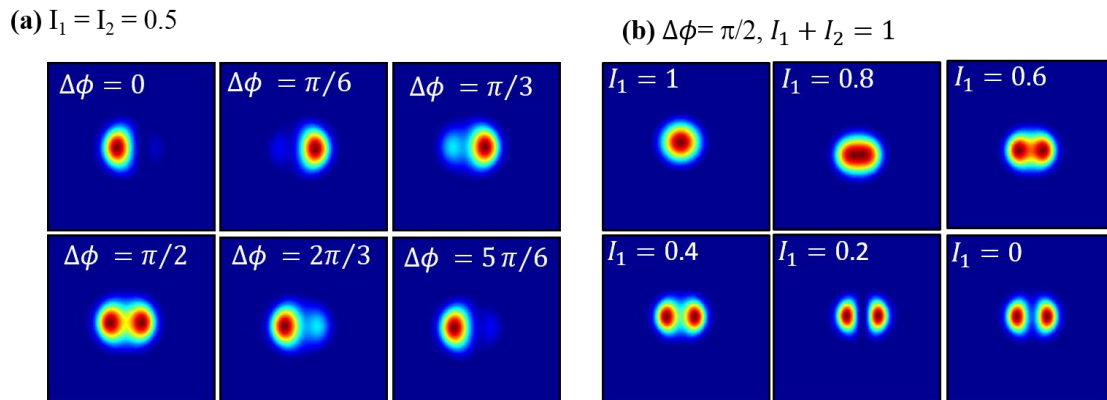 (a) I₁ = I₂ = 0.5
Δϕ = 0
Δϕ = π/6
Δϕ = π/3
Δϕ = π/2
Δϕ = 2π/3
Δϕ = 5π/6
(b) Δϕ= π/2, I₁ + I₂ = 1
I₁ = 1
I₁ = 0.8
I₁ = 0.6
I₁ = 0.4
I₁ = 0.2
I₁ = 0